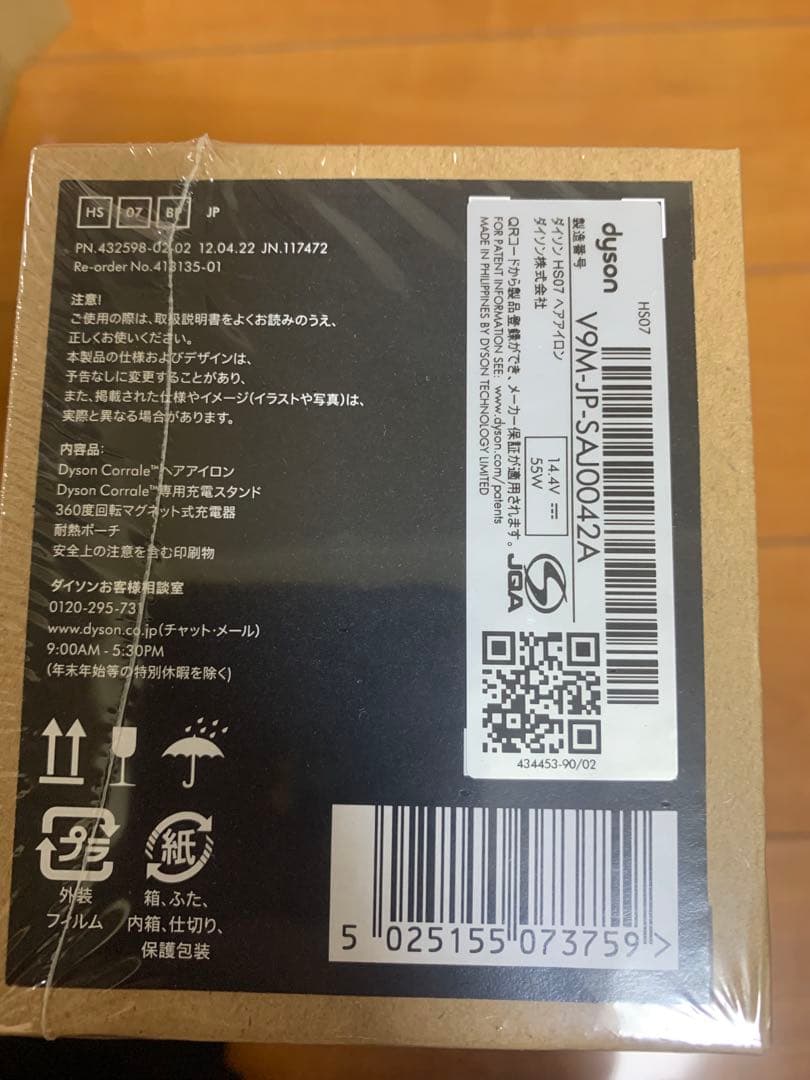 HS 07 BF JP
PN.432598-02-02 12.04.22 JN.117472
Re-order No.413135-01
注意!
ご使用の際は、取扱説明書をよくお読みのうえ、
正しくお使いください。
本製品の仕様およびデザインは、
予告なしに変更することがあり、
また、掲載された仕様やイメージ(イラストや写真)は、
実際と異なる場合があります。
内容品:
Dyson Corrale™ヘアアイロン
Dyson Corrale™専用充電スタンド
360度回転マグネット式充電器
耐熱ポーチ
安全上の注意を含む印刷物
ダイソンお客様相談室
0120-295-731
www.dyson.co.jp(チャット・メール)
9:00AM - 5:30PM
(年末年始等の特別休暇を除く)
プラ
外装
フィルム
紙
箱、ふた、
内箱、仕切り、
保護包装
HS07
dyson
製造番号 V9M-JP-SAJ0042A
ダイソン HS07 ヘアアイロン
ダイソン株式会社
14.4V
55W
QRコードから製品登録ができ、メーカー保証が適用されます。
FOR PATENT INFORMATION SEE: www.dyson.com/patents
MADE IN PHILIPPINES BY DYSON TECHNOLOGY LIMITED
JQA
434453-90/02
5 025155 073759 >